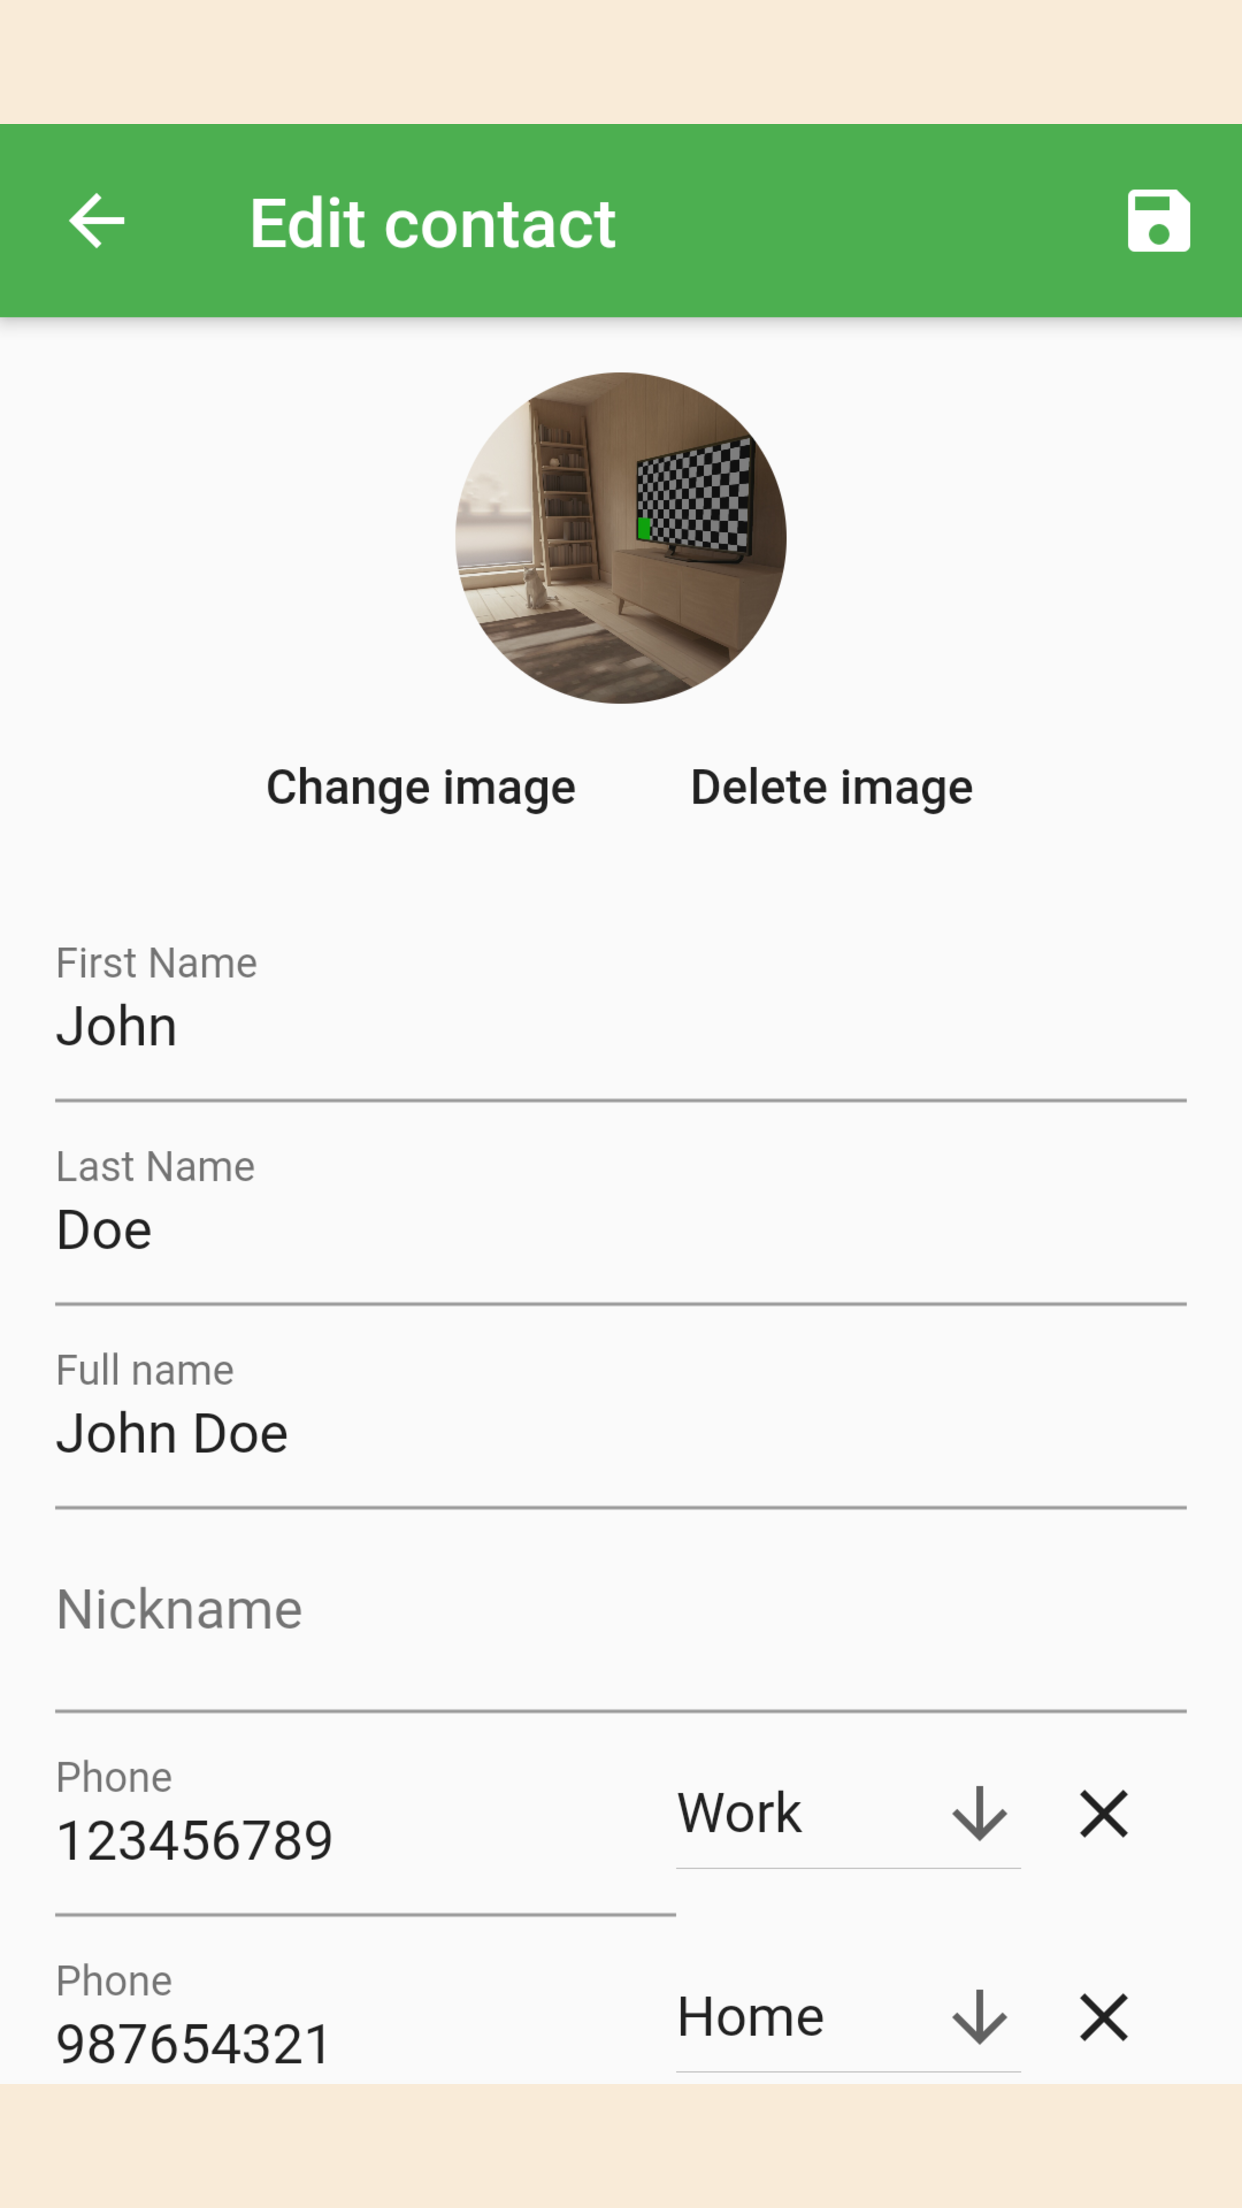 Edit contact
Change image Delete image
First Name
John
Last Name
Doe
Full name
John Doe
Nickname
Phone
123456789
Work
Phone
987654321
Home